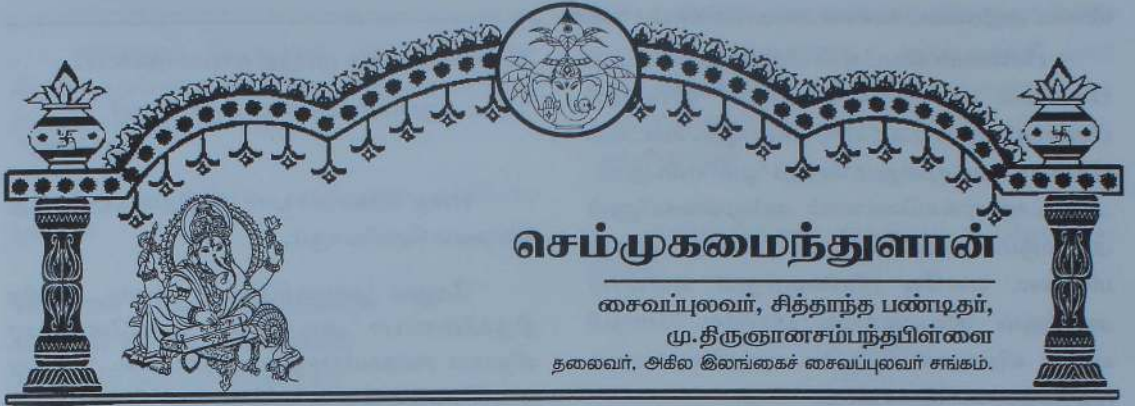 செம்முகமைந்துளான்
சைவப்புலவர், சித்தாந்த பண்டிதர்,
மு.திருஞானசம்பந்தபிள்ளை
தலைவர், அகில இலங்கைச் சைவப்புலவர் சங்கம்.